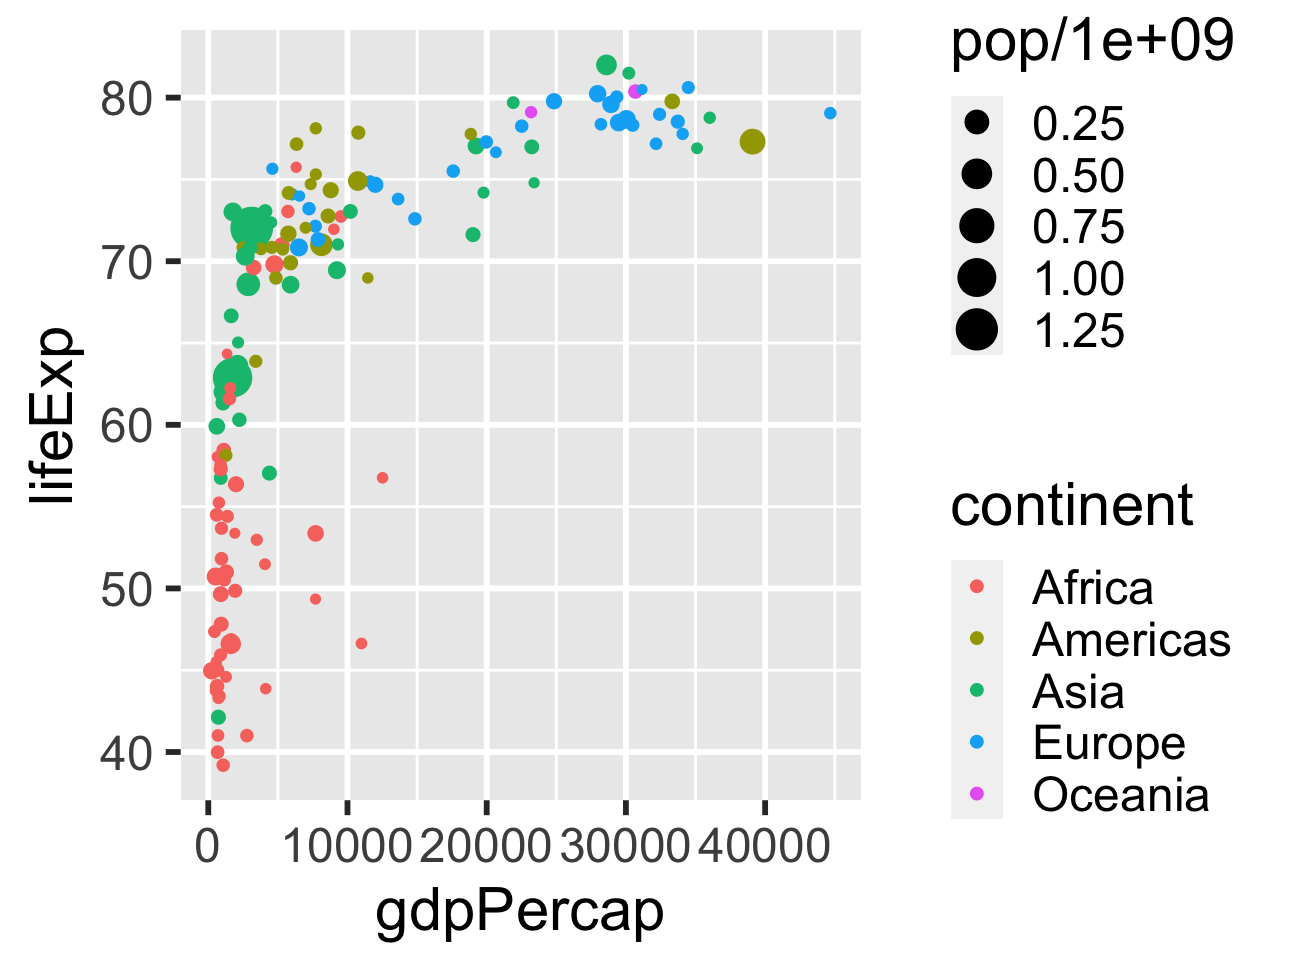 lifeExp
80
70
60
50
40
0 10000 20000 30000 40000
gdpPercap
pop/1e+09
0.25
0.50
0.75
1.00
1.25
continent
Africa
Americas
Asia
Europe
Oceania